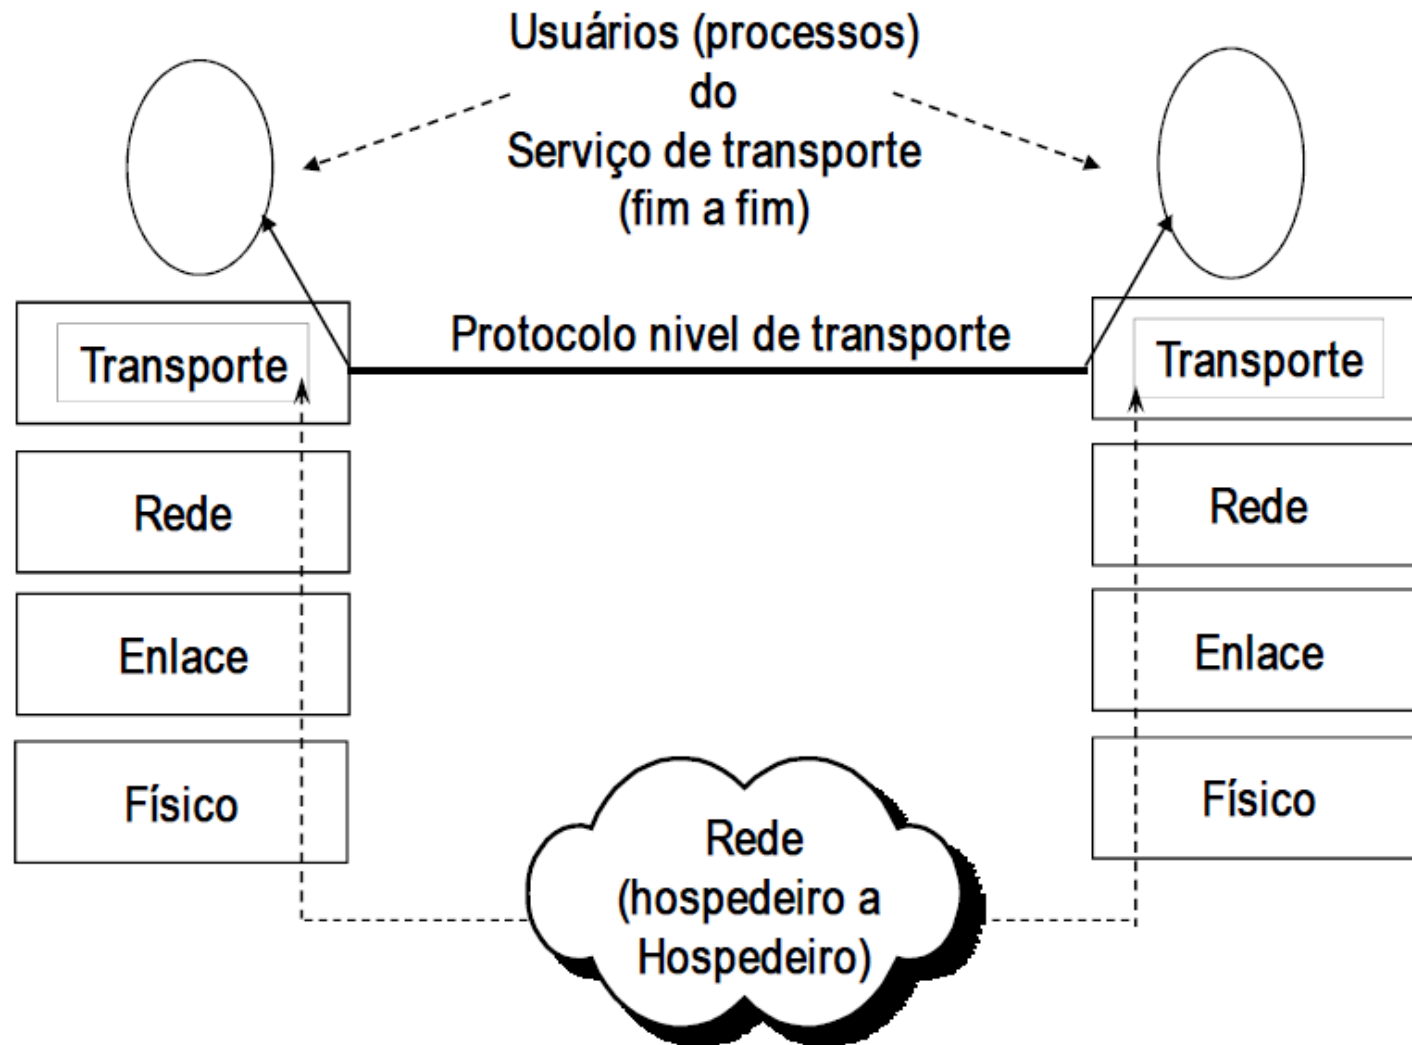 Usuários (processos)
do
Serviço de transporte
(fim a fim)
Protocolo nivel de transporte
Transporte
Transporte
Rede
Rede
Enlace
Enlace
Físico
Físico
Rede
(hospedeiro a
Hospedeiro)